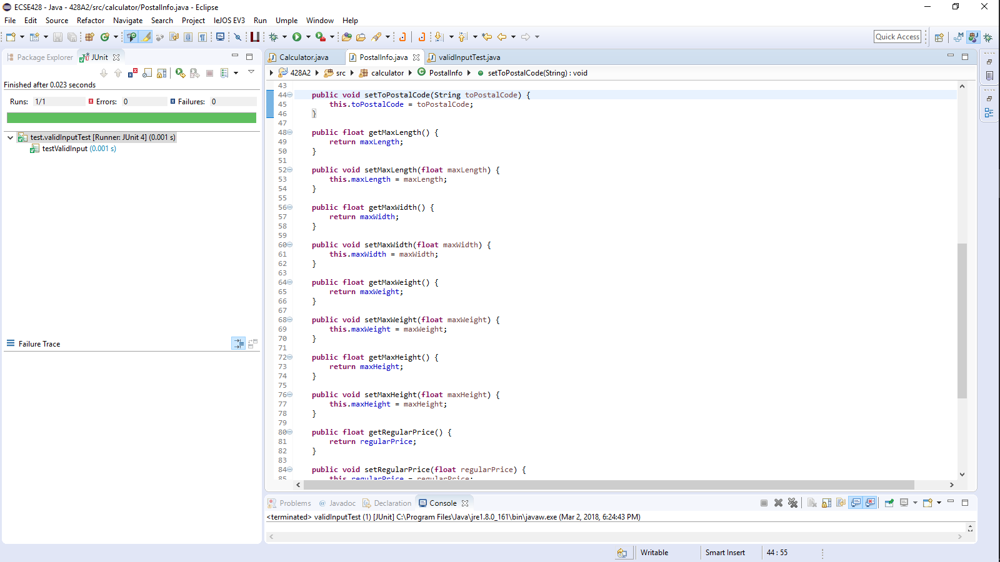 ECSE428 - Java - 428A2/src/calculator/PostalInfo.java - Eclipse
File Edit Source Refactor Navigate Search Project leJOS EV3 Run Umple Window Help
Quick Access
Package Explorer JUnit
Finished after 0.023 seconds
Runs: 1/1 Errors: 0 Failures: 0
test.validInputTest [Runner: JUnit 4] (0.001 s)
testValidInput (0.001 s)
Failure Trace
Calculator.java PostalInfo.java validInputTest.java
428A2 src calculator PostalInfo setToPostalCode(String) : void
43
44 public void setToPostalCode(String toPostalCode) {
45 this.toPostalCode = toPostalCode;
46 }
47
48 public float getMaxLength() {
49 return maxLength;
50 }
51
52 public void setMaxLength(float maxLength) {
53 this.maxLength = maxLength;
54 }
55
56 public float getMaxWidth() {
57 return maxWidth;
58 }
59
60 public void setMaxWidth(float maxWidth) {
61 this.maxWidth = maxWidth;
62 }
63
64 public float getMaxWeight() {
65 return maxWeight;
66 }
67
68 public void setMaxWeight(float maxWeight) {
69 this.maxWeight = maxWeight;
70 }
71
72 public float getMaxHeight() {
73 return maxHeight;
74 }
75
76 public void setMaxHeight(float maxHeight) {
77 this.maxHeight = maxHeight;
78 }
79
80 public float getRegularPrice() {
81 return regularPrice;
82 }
83
84 public void setRegularPrice(float regularPrice) {
85 this.regularPrice = regularPrice;
Problems @ Javadoc Declaration Console
<terminated> validInputTest (1) [JUnit] C:\Program Files\Java\jre1.8.0_161\bin\javaw.exe (Mar 2, 2018, 6:24:43 PM)
Writable Smart Insert 44 : 55